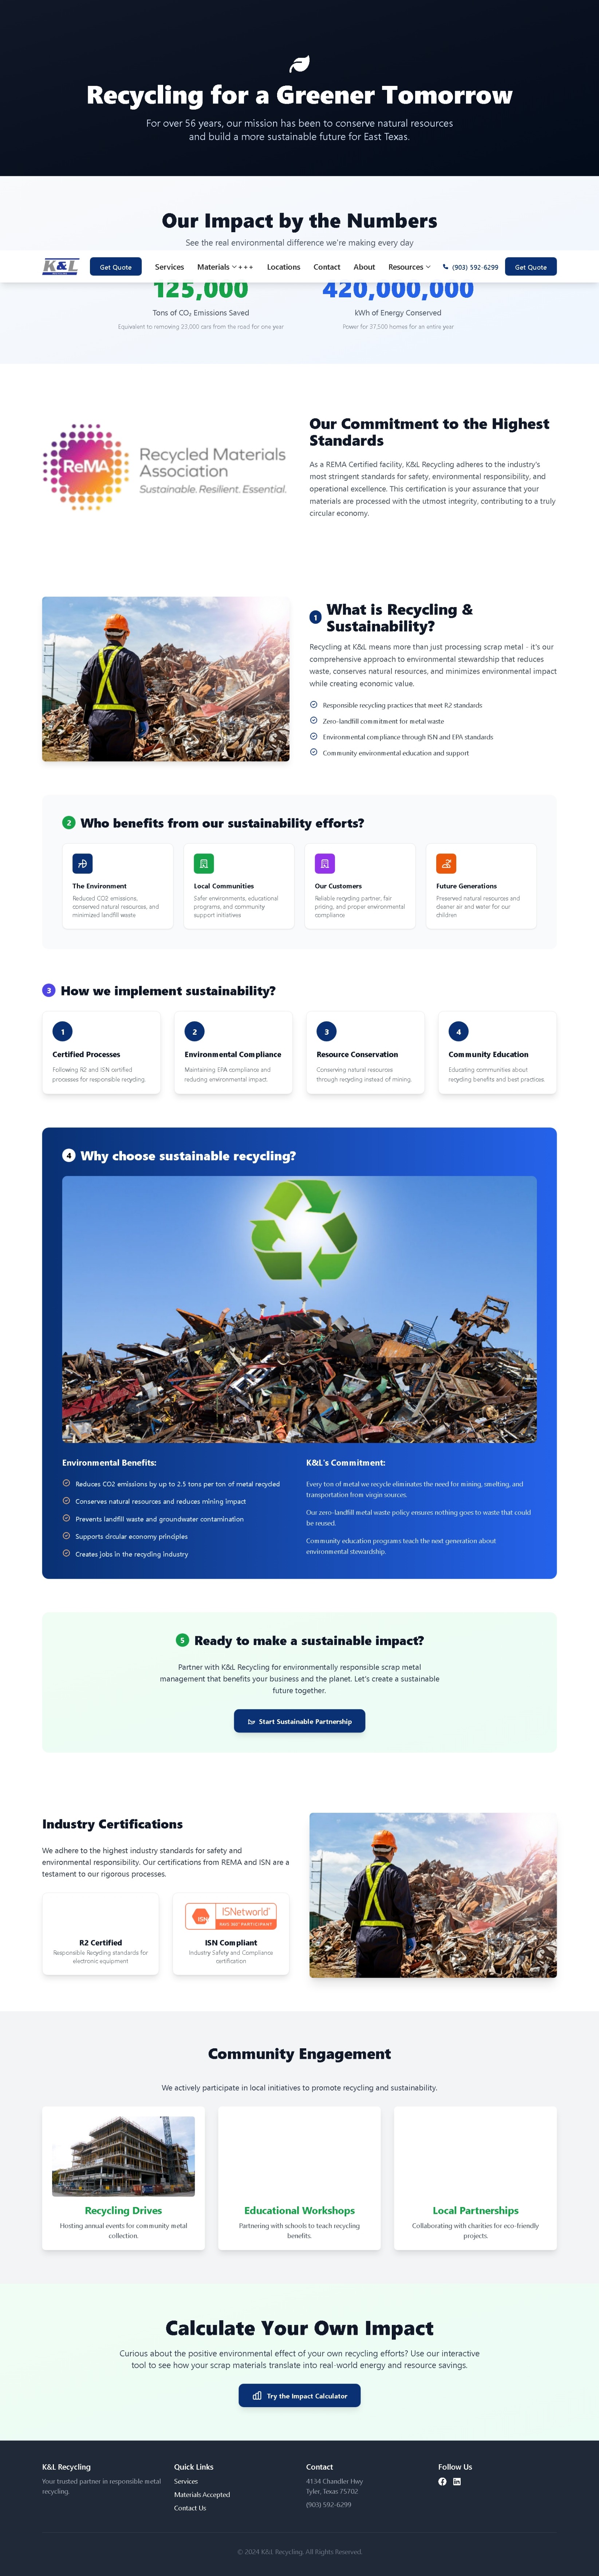 Recycling for a Greener Tomorrow
For over 56 years, our mission has been to conserve natural resources
and build a more sustainable future for East Texas.
Our Impact by the Numbers
See the real environmental difference we're making every day
K&L
Get Quote
Services
Materials
+++
Locations
Contact
About
Resources
(903) 592-6299
Get Quote
125,000
420,000,000
Tons of CO₂ Emissions Saved
kWh of Energy Conserved
Equivalent to removing 23,000 cars from the road for one year
Power for 37,500 homes for an entire year
ReMA
Recycled Materials
Association
Sustainable. Resilient. Essential.
Our Commitment to the Highest
Standards
As a REMA Certified facility, K&L Recycling adheres to the industry's
most stringent standards for safety, environmental responsibility, and
operational excellence. This certification is your assurance that your
materials are processed with the utmost integrity, contributing to a truly
circular economy.
1
What is Recycling &
Sustainability?
Recycling at K&L means more than just processing scrap metal - it's our
comprehensive approach to environmental stewardship that reduces
waste, conserves natural resources, and minimizes environmental impact
while creating economic value.
Responsible recycling practices that meet R2 standards
Zero-landfill commitment for metal waste
Environmental compliance through ISN and EPA standards
Community environmental education and support
2
Who benefits from our sustainability efforts?
The Environment
Reduced CO2 emissions,
conserved natural resources, and
minimized landfill waste
Local Communities
Safer environments, educational
programs, and community
support initiatives
Our Customers
Reliable recycling partner, fair
pricing, and proper environmental
compliance
Future Generations
Preserved natural resources and
cleaner air and water for our
children
3
How we implement sustainability?
1
Certified Processes
Following R2 and ISN certified
processes for responsible recycling.
2
Environmental Compliance
Maintaining EPA compliance and
reducing environmental impact.
3
Resource Conservation
Conserving natural resources
through recycling instead of mining.
4
Community Education
Educating communities about
recycling benefits and best practices.
4
Why choose sustainable recycling?
Environmental Benefits:
Reduces CO2 emissions by up to 2.5 tons per ton of metal recycled
Conserves natural resources and reduces mining impact
Prevents landfill waste and groundwater contamination
Supports circular economy principles
Creates jobs in the recycling industry
K&L's Commitment:
Every ton of metal we recycle eliminates the need for mining, smelting, and
transportation from virgin sources.
Our zero-landfill metal waste policy ensures nothing goes to waste that could
be reused.
Community education programs teach the next generation about
environmental stewardship.
5
Ready to make a sustainable impact?
Partner with K&L Recycling for environmentally responsible scrap metal
management that benefits your business and the planet. Let's create a sustainable
future together.
Start Sustainable Partnership
Industry Certifications
We adhere to the highest industry standards for safety and
environmental responsibility. Our certifications from REMA and ISN are a
testament to our rigorous processes.
R2 Certified
Responsible Recycling standards for
electronic equipment
ISN
ISNetworld
ISN Compliant
Industry Safety and Compliance
certification
Community Engagement
We actively participate in local initiatives to promote recycling and sustainability.
Recycling Drives
Hosting annual events for community metal
collection.
Educational Workshops
Partnering with schools to teach recycling
benefits.
Local Partnerships
Collaborating with charities for eco-friendly
projects.
Calculate Your Own Impact
Curious about the positive environmental effect of your own recycling efforts? Use our interactive
tool to see how your scrap materials translate into real-world energy and resource savings.
Try the Impact Calculator
K&L Recycling
Your trusted partner in responsible metal
recycling.
Quick Links
Services
Materials Accepted
Contact Us
Contact
4134 Chandler Hwy
Tyler, Texas 75702
(903) 592-6299
Follow Us
© 2024 K&L Recycling. All Rights Reserved.